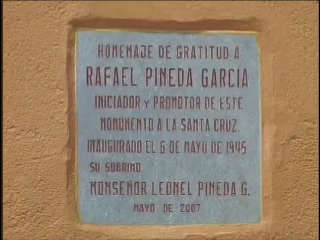 HOMENAJE DE GRATITUD A
RAFAEL PINEDA GARCIA
INICIADOR Y PROMOTOR DE ESTE
MONUMENTO A LA SANTA CRUZ
INAUGURADO EL 6 DE MAYO DE 1945
SU SOBRINO
MONSEÑOR LEONEL PINEDA G.
MAYO DE 2007